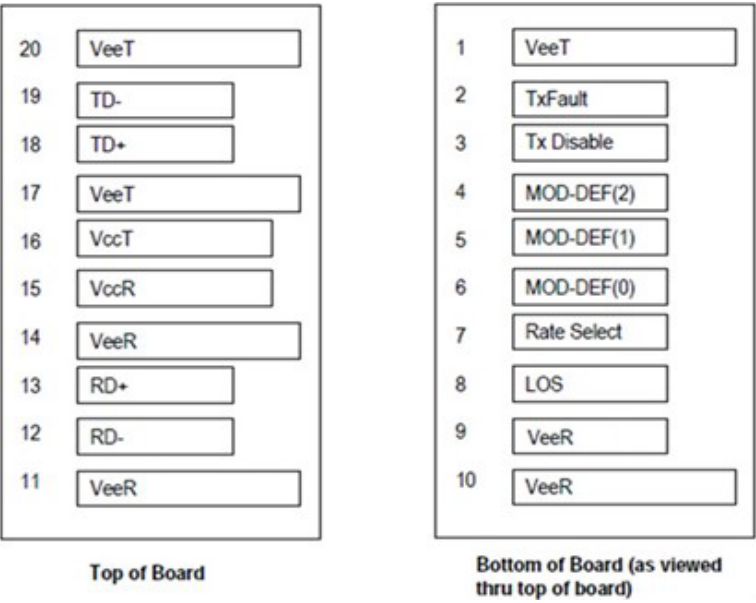 20 VeeT
19 TD-
18 TD+
17 VeeT
16 VccT
15 VccR
14 VeeR
13 RD+
12 RD-
11 VeeR
Top of Board
1 VeeT
2 TxFault
3 Tx Disable
4 MOD-DEF(2)
5 MOD-DEF(1)
6 MOD-DEF(0)
7 Rate Select
8 LOS
9 VeeR
10 VeeR
Bottom of Board (as viewed
thru top of board)